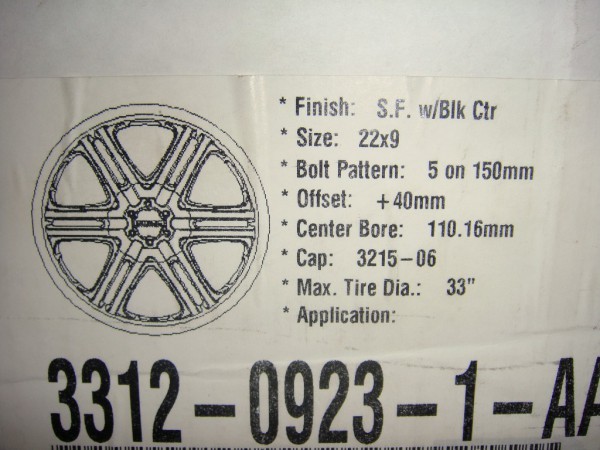 * Finish: S.F. w/Blk Ctr
* Size: 22x9
* Bolt Pattern: 5 on 150mm
* Offset: +40mm
* Center Bore: 110.16mm
* Cap: 3215-06
* Max. Tire Dia.: 33"
* Application:
3312-0923-1-AA